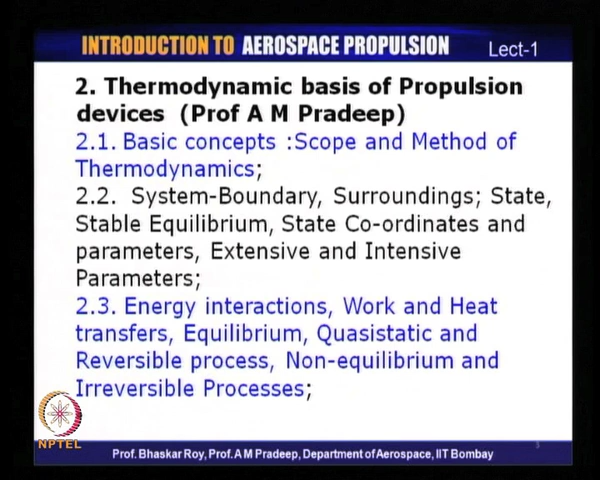 INTRODUCTION TO AEROSPACE PROPULSION
Lect-1
2. Thermodynamic basis of Propulsion
devices (Prof A M Pradeep)
2.1. Basic concepts :Scope and Method of
Thermodynamics;
2.2. System-Boundary, Surroundings; State,
Stable Equilibrium, State Co-ordinates and
parameters, Extensive and Intensive
Parameters;
2.3. Energy interactions, Work and Heat
transfers, Equilibrium, Quasistatic and
Reversible process, Non-equilibrium and
Irreversible Processes;
NPTEL
3
Prof. Bhaskar Roy, Prof. A M Pradeep, Department of Aerospace, IIT Bombay